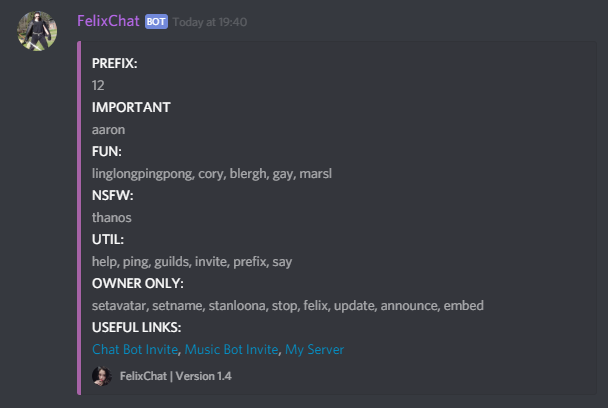 FelixChat BOT Today at 19:40
PREFIX:
12
IMPORTANT
aaron
FUN:
linglongpingpong, cory, blergh, gay, marsl
NSFW:
thanos
UTIL:
help, ping, guilds, invite, prefix, say
OWNER ONLY:
setavatar, setname, stanloona, stop, felix, update, announce, embed
USEFUL LINKS:
Chat Bot Invite, Music Bot Invite, My Server
FelixChat | Version 1.4